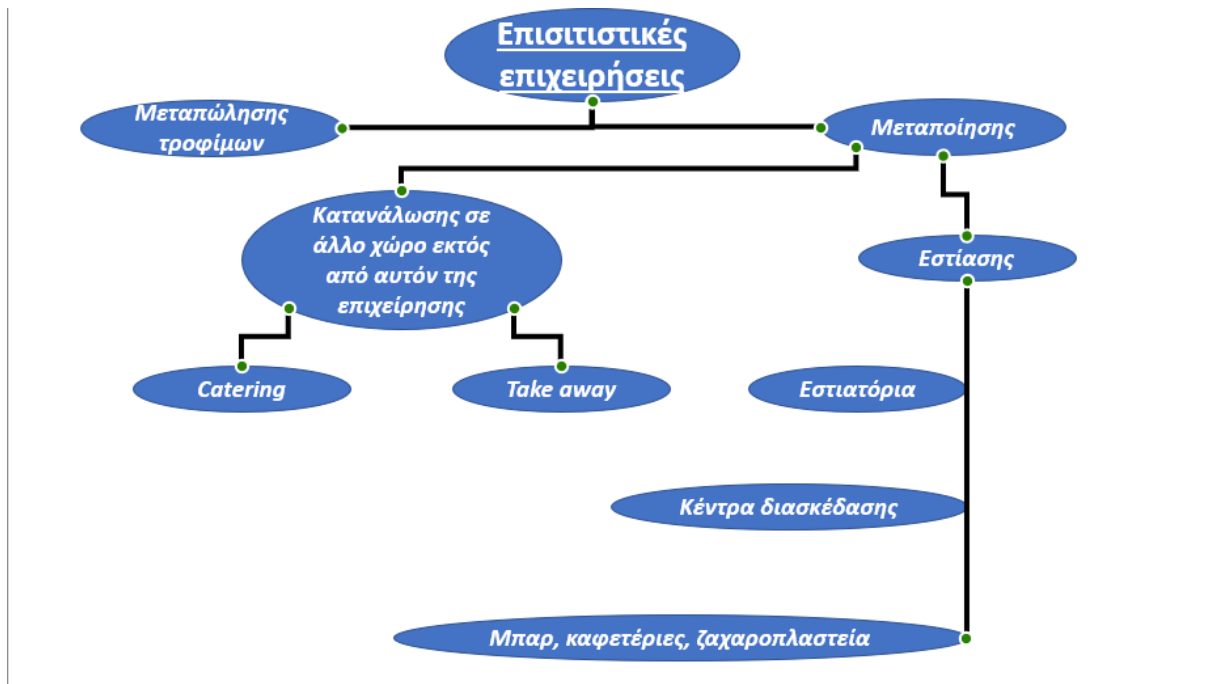 Επισιτιστικές
επιχειρήσεις
Μεταπώλησης
τροφίμων
Μεταποίησης
Κατανάλωσης σε
άλλο χώρο εκτός
από αυτόν της
επιχείρησης
Εστίασης
Catering
Take away
Εστιατόρια
Κέντρα διασκέδασης
Μπαρ, καφετέριες, ζαχαροπλαστεία